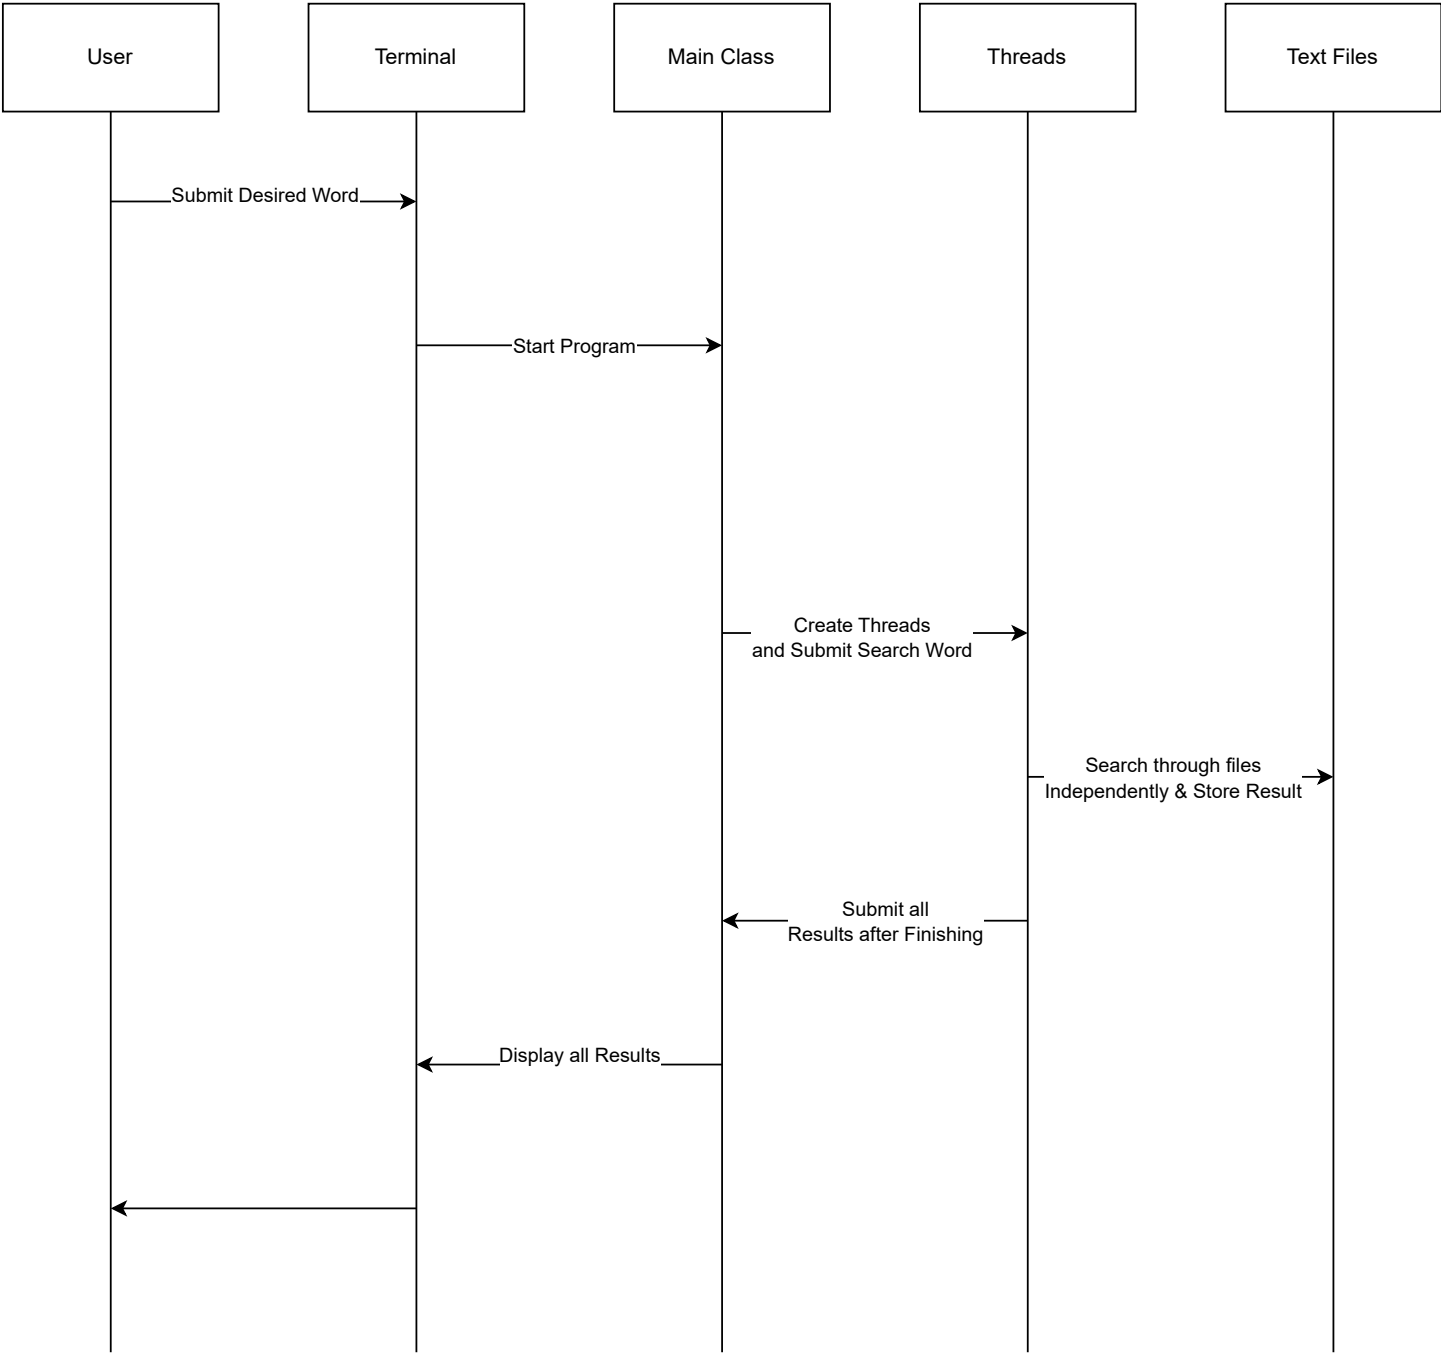 User
Terminal
Main Class
Threads
Text Files
Submit Desired Word
Start Program
Create Threads
and Submit Search Word
Search through files
Independently & Store Result
Submit all
Results after Finishing
Display all Results